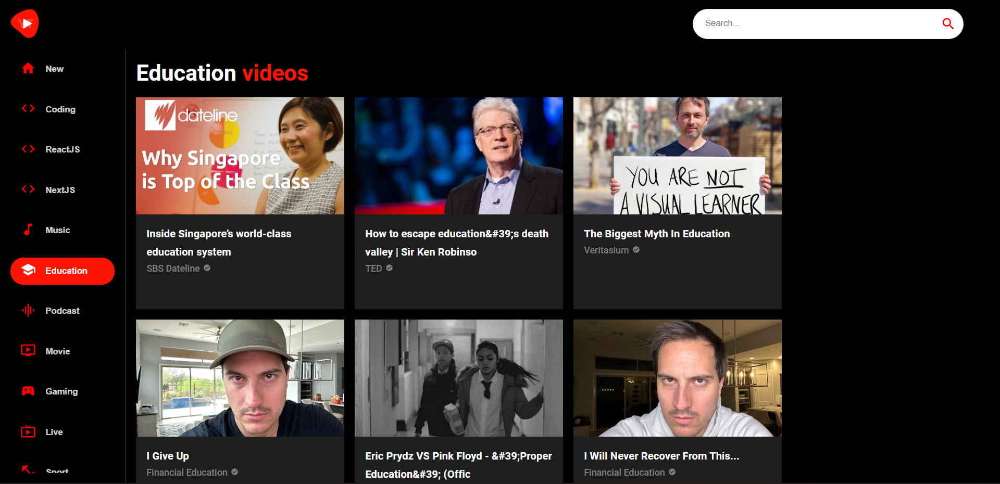 Search...
New
Coding
ReactJS
NextJS
Music
Education
Podcast
Movie
Gaming
Live
Sport
Education videos
dateline
Why Singapore
is Top of the Class
YOU ARE NOT
A VISUAL LEARNER
Inside Singapore’s world-class
education system
SBS Dateline
How to escape education&#39;s death
valley | Sir Ken Robinso
TED
The Biggest Myth In Education
Veritasium
I Give Up
Financial Education
Eric Prydz VS Pink Floyd - &#39;Proper
Education&#39; (Offic
I Will Never Recover From This...
Financial Education